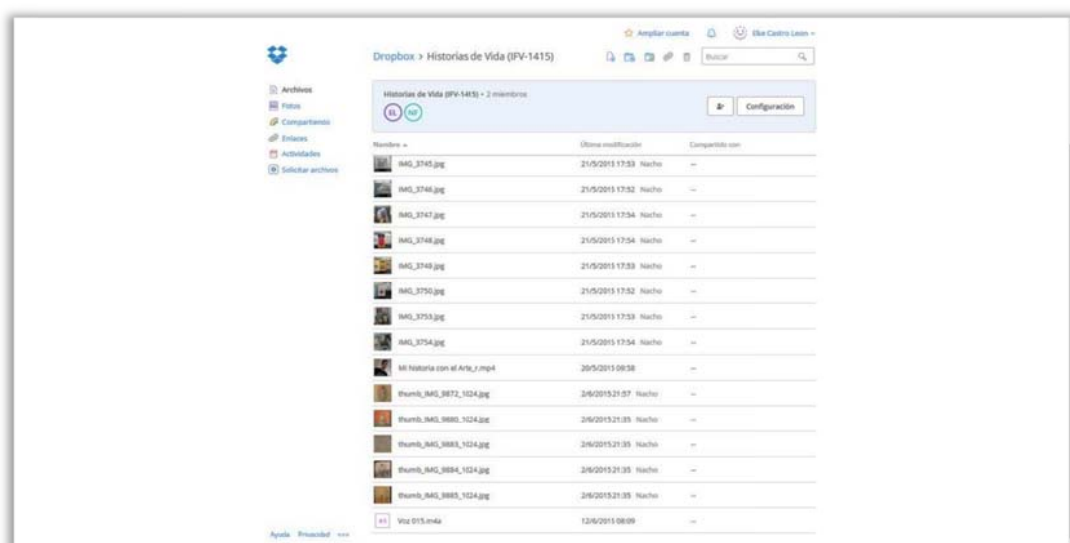 Ampliar cuenta
Elke Castro León
Dropbox > Historias de Vida (IFV-1415)
Buscar
Archivos
Fotos
Compartiendo
Enlaces
Actividades
Solicitar archivos
Historias de Vida (IFV-1415) • 2 miembros
EL NF
Configuración
Nombre Última modificación Compartido con
IMG_3745.jpg 21/5/2015 17:53 Nacho --
IMG_3746.jpg 21/5/2015 17:52 Nacho --
IMG_3747.jpg 21/5/2015 17:54 Nacho --
IMG_3748.jpg 21/5/2015 17:54 Nacho --
IMG_3749.jpg 21/5/2015 17:53 Nacho --
IMG_3750.jpg 21/5/2015 17:52 Nacho --
IMG_3753.jpg 21/5/2015 17:53 Nacho --
IMG_3754.jpg 21/5/2015 17:54 Nacho --
Mi historia con el Arte_r.mp4 20/5/2015 09:58 --
thumb_IMG_9872_1024.jpg 2/6/2015 21:57 Nacho --
thumb_IMG_9880_1024.jpg 2/6/2015 21:35 Nacho --
thumb_IMG_9883_1024.jpg 2/6/2015 21:35 Nacho --
thumb_IMG_9884_1024.jpg 2/6/2015 21:35 Nacho --
thumb_IMG_9885_1024.jpg 2/6/2015 21:35 Nacho --
Voz 015.m4a 12/6/2015 08:09 --
Ayuda Privacidad